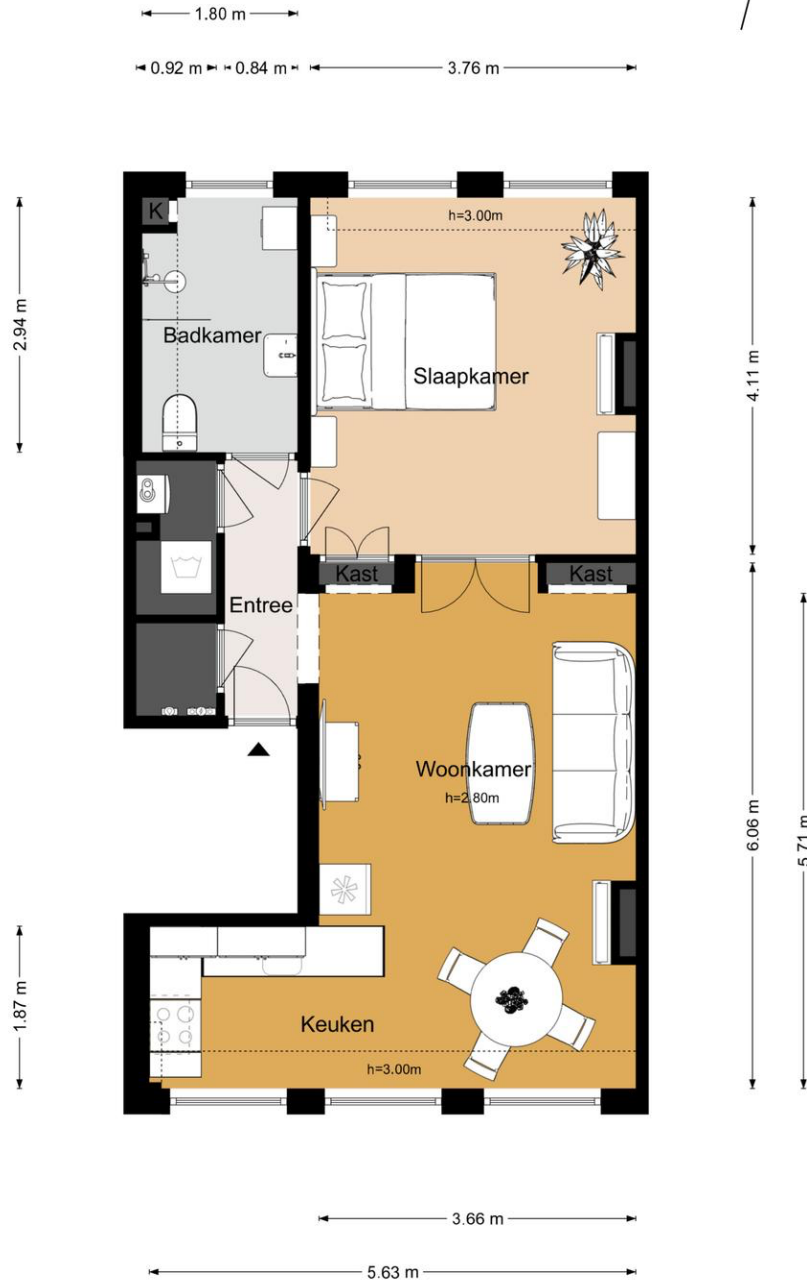 1.80 m
0.92 m
0.84 m
3.76 m
h=3.00m
K
2.94 m
Badkamer
Slaapkamer
4.11 m
Kast
Kast
Entree
Woonkamer
h=2.80m
6.06 m
5.71 m
1.87 m
Keuken
h=3.00m
3.66 m
5.63 m